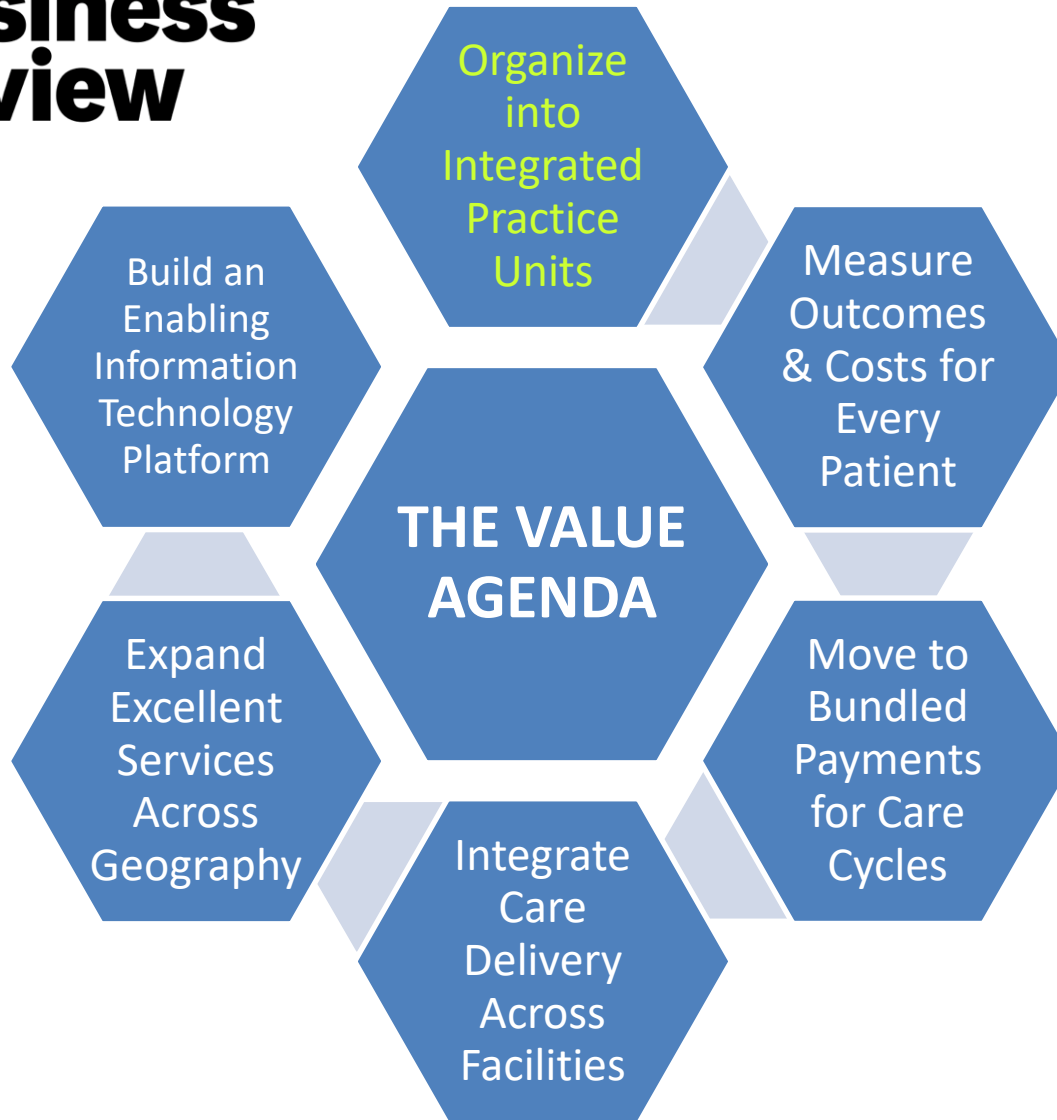 siness
view
Organize
into
Integrated
Practice
Units
Measure
Outcomes
& Costs for
Every
Patient
Move to
Bundled
Payments
for Care
Cycles
Integrate
Care
Delivery
Across
Facilities
Expand
Excellent
Services
Across
Geography
Build an
Enabling
Information
Technology
Platform
THE VALUE
AGENDA